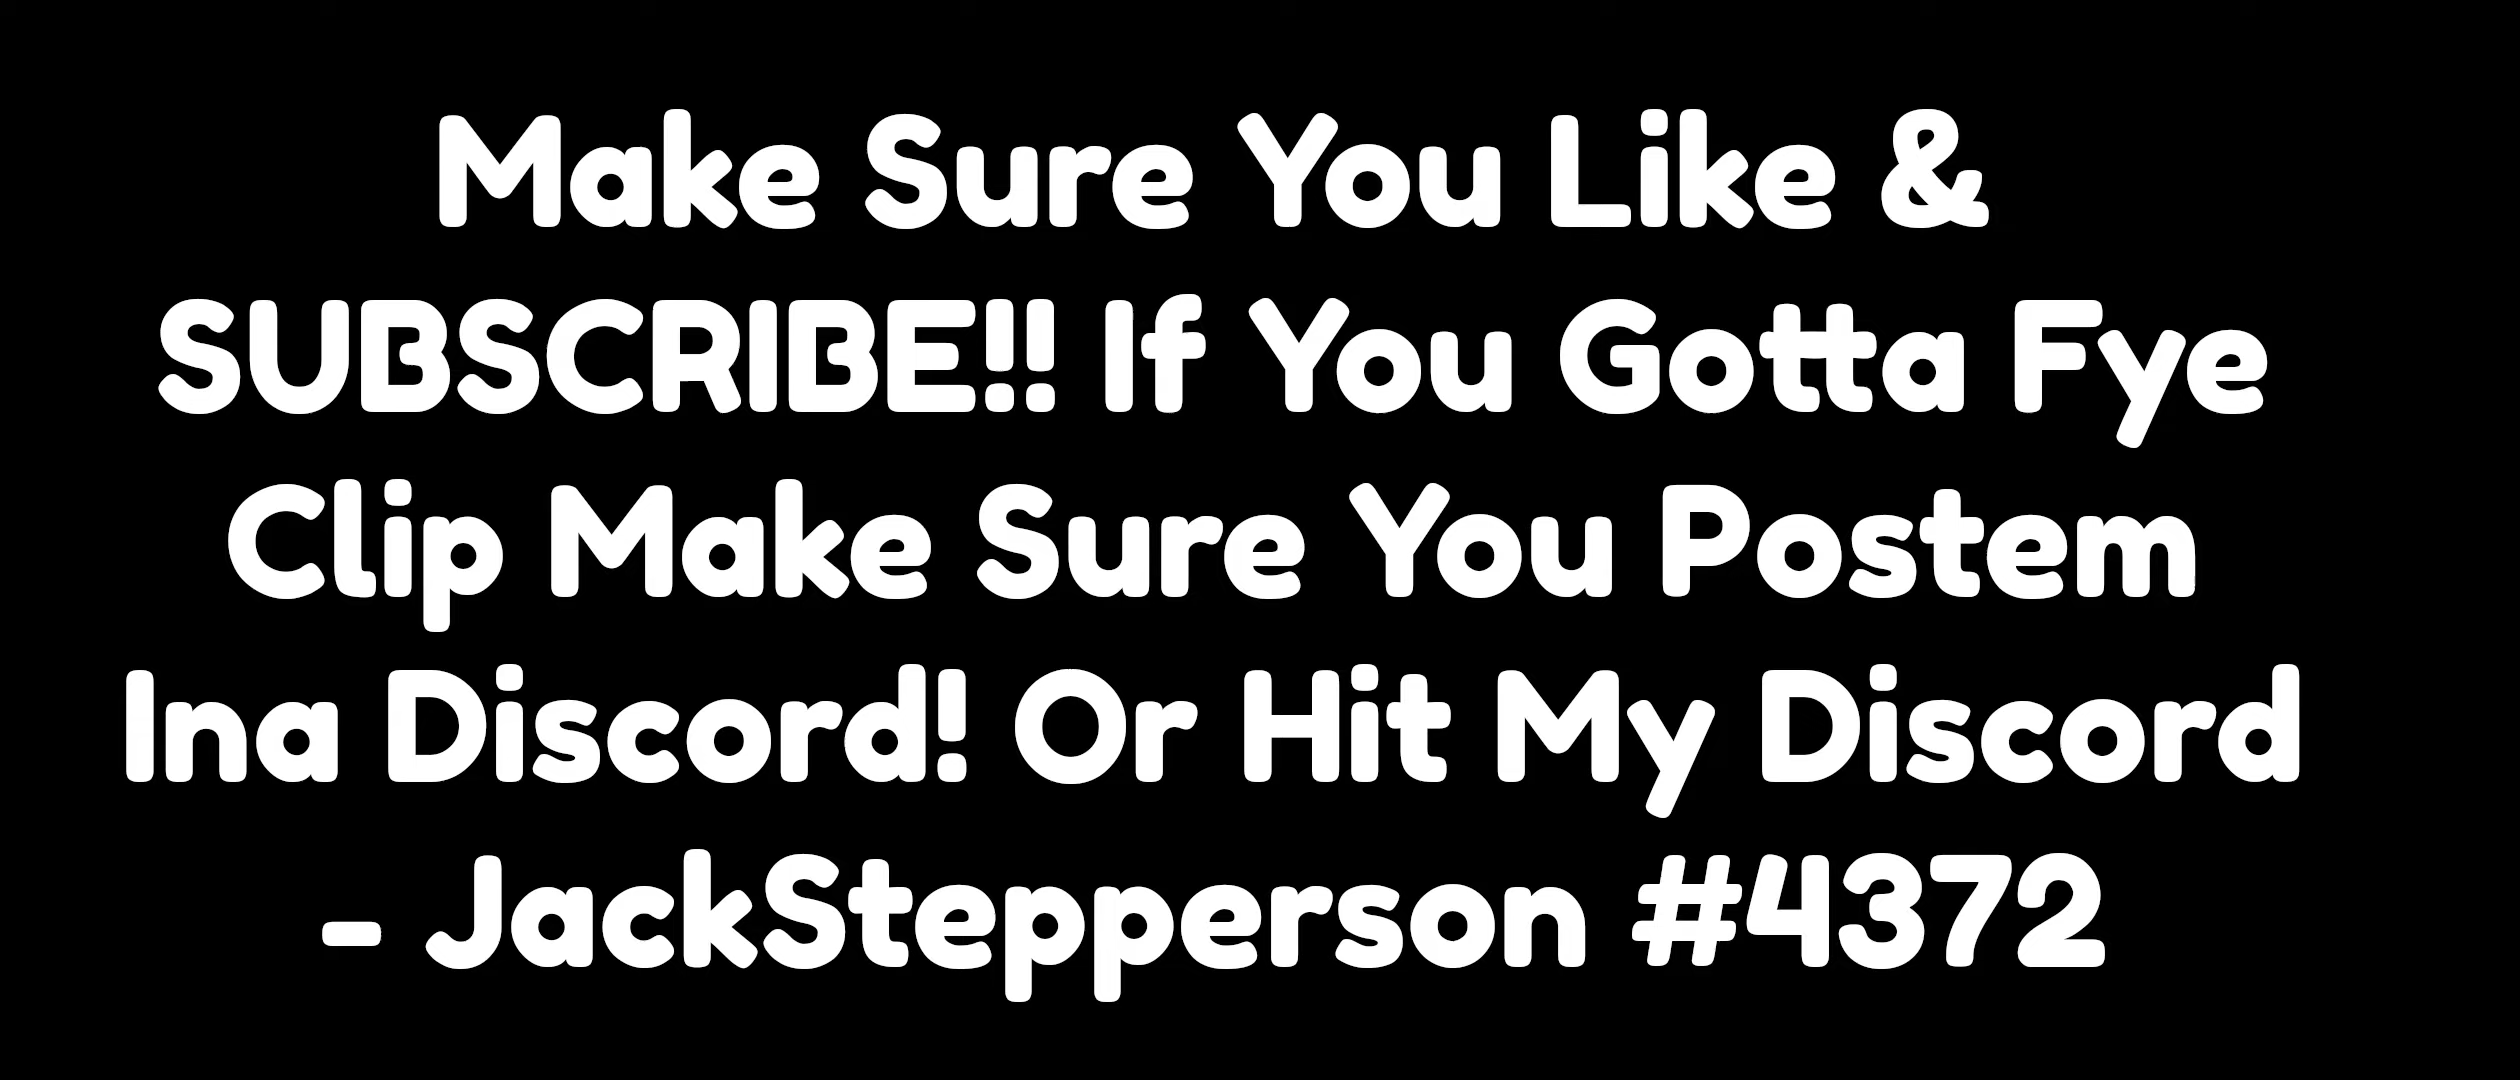 Make Sure You Like &
SUBSCRIBE!! If You Gotta Fye
Clip Make Sure You Postem
Ina Discord! Or Hit My Discord
- JackStepperson #4372